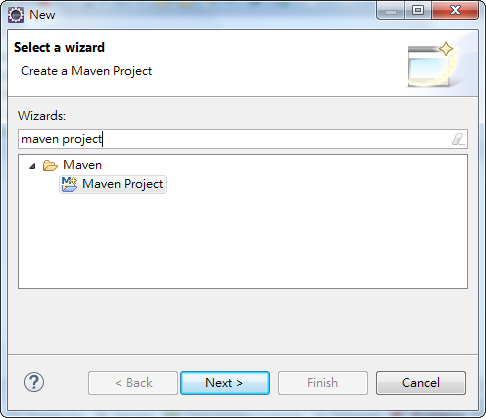 New
Select a wizard
Create a Maven Project
Wizards:
maven project
Maven
Maven Project
< Back
Next >
Finish
Cancel